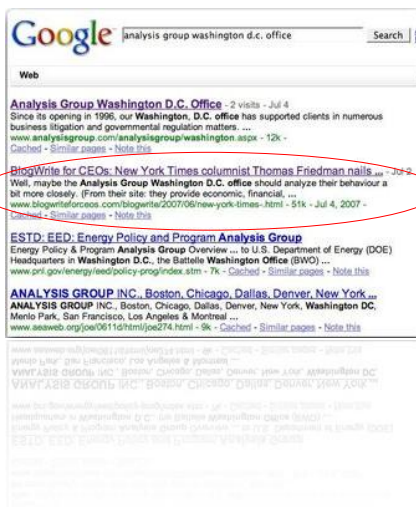 Google
analysis group washington d.c. office
Search
Web
Analysis Group Washington D.C. Office - 2 visits - Jul 4
Since its opening in 1996, our Washington, D.C. office has supported clients in numerous
business litigation and governmental regulation matters. ...
www.analysisgroup.com/analysisgroup/washington.aspx - 12k -
Cached - Similar pages - Note this
BlogWrite for CEOs: New York Times columnist Thomas Friedman nails ... - Jul 2
Well, maybe the Analysis Group Washington D.C. office should analyze their behaviour a
bit more closely. (From their site: they provide economic, financial, ...
www.blogwriteforceos.com/blogwrite/2007/06/new-york-times-.html - 51k - Jul 4, 2007 -
Cached - Similar pages - Note this
ESTD: EED: Energy Policy and Program Analysis Group
Energy Policy & Program Analysis Group Overview ... to U.S. Department of Energy (DOE)
Headquarters in Washington D.C., the Battelle Washington Office (BWO) ...
www.pnl.gov/energy/eed/policy-prog/index.stm - 7k - Cached - Similar pages - Note this
ANALYSIS GROUP INC., Boston, Chicago, Dallas, Denver, New York ...
ANALYSIS GROUP INC., Boston, Chicago, Dallas, Denver, New York, Washington DC,
Menlo Park, San Francisco, Los Angeles & Montreal ...
www.aeaweb.org/joe/0611d/html/joe274.html - 9k - Cached - Similar pages - Note this